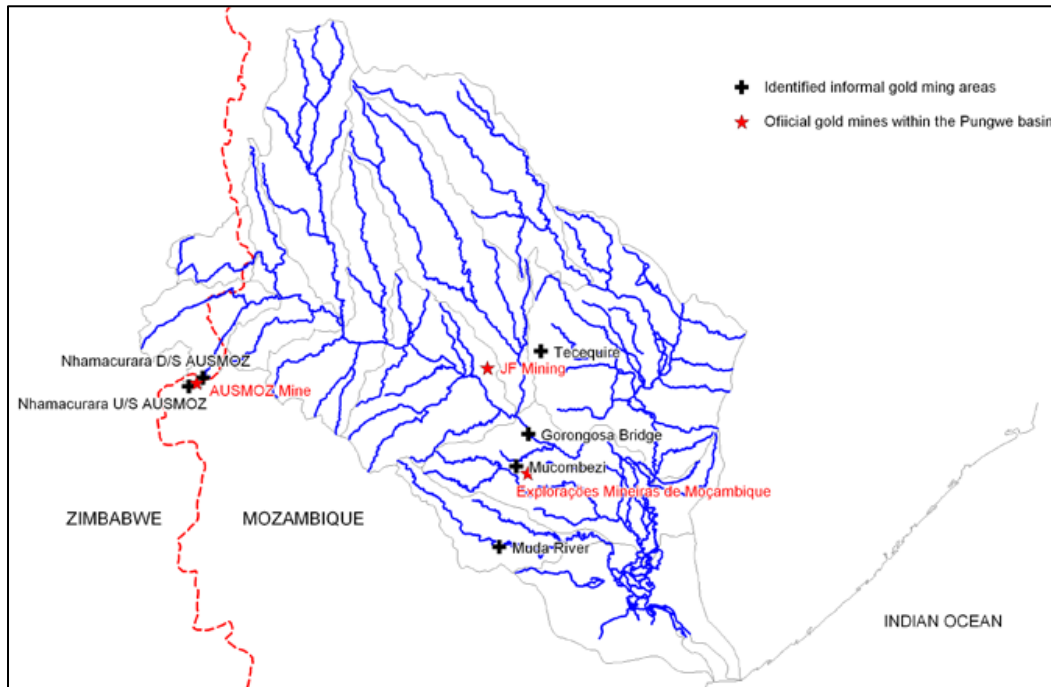 Identified informal gold ming areas
Ofiicial gold mines within the Pungwe basin
Tecequire
Nhamacurara D/S AUSMOZ
JF Mining
AUSMOZ Mine
Nhamacurara U/S AUSMOZ
Gorongosa Bridge
Mucombezi
Explorações Mineiras de Moçambique
ZIMBABWE
MOZAMBIQUE
Muda River
INDIAN OCEAN